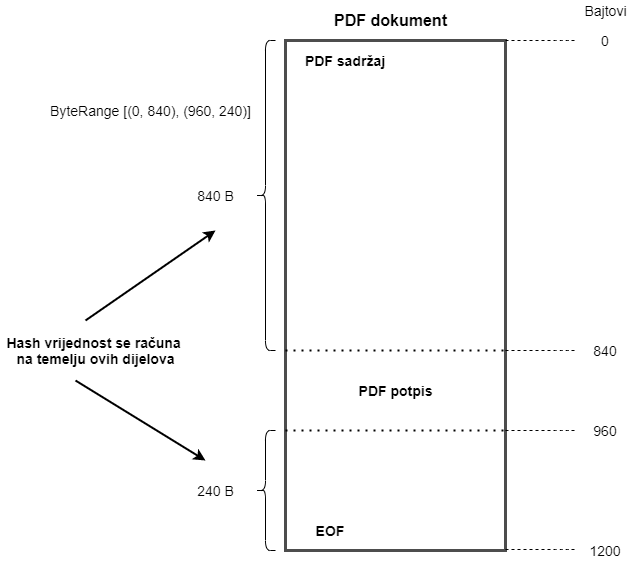 PDF dokument
Bajtovi
0
PDF sadržaj
ByteRange [(0, 840), (960, 240)]
840 B
Hash vrijednost se računa
na temelju ovih dijelova
840
PDF potpis
960
240 B
EOF
1200